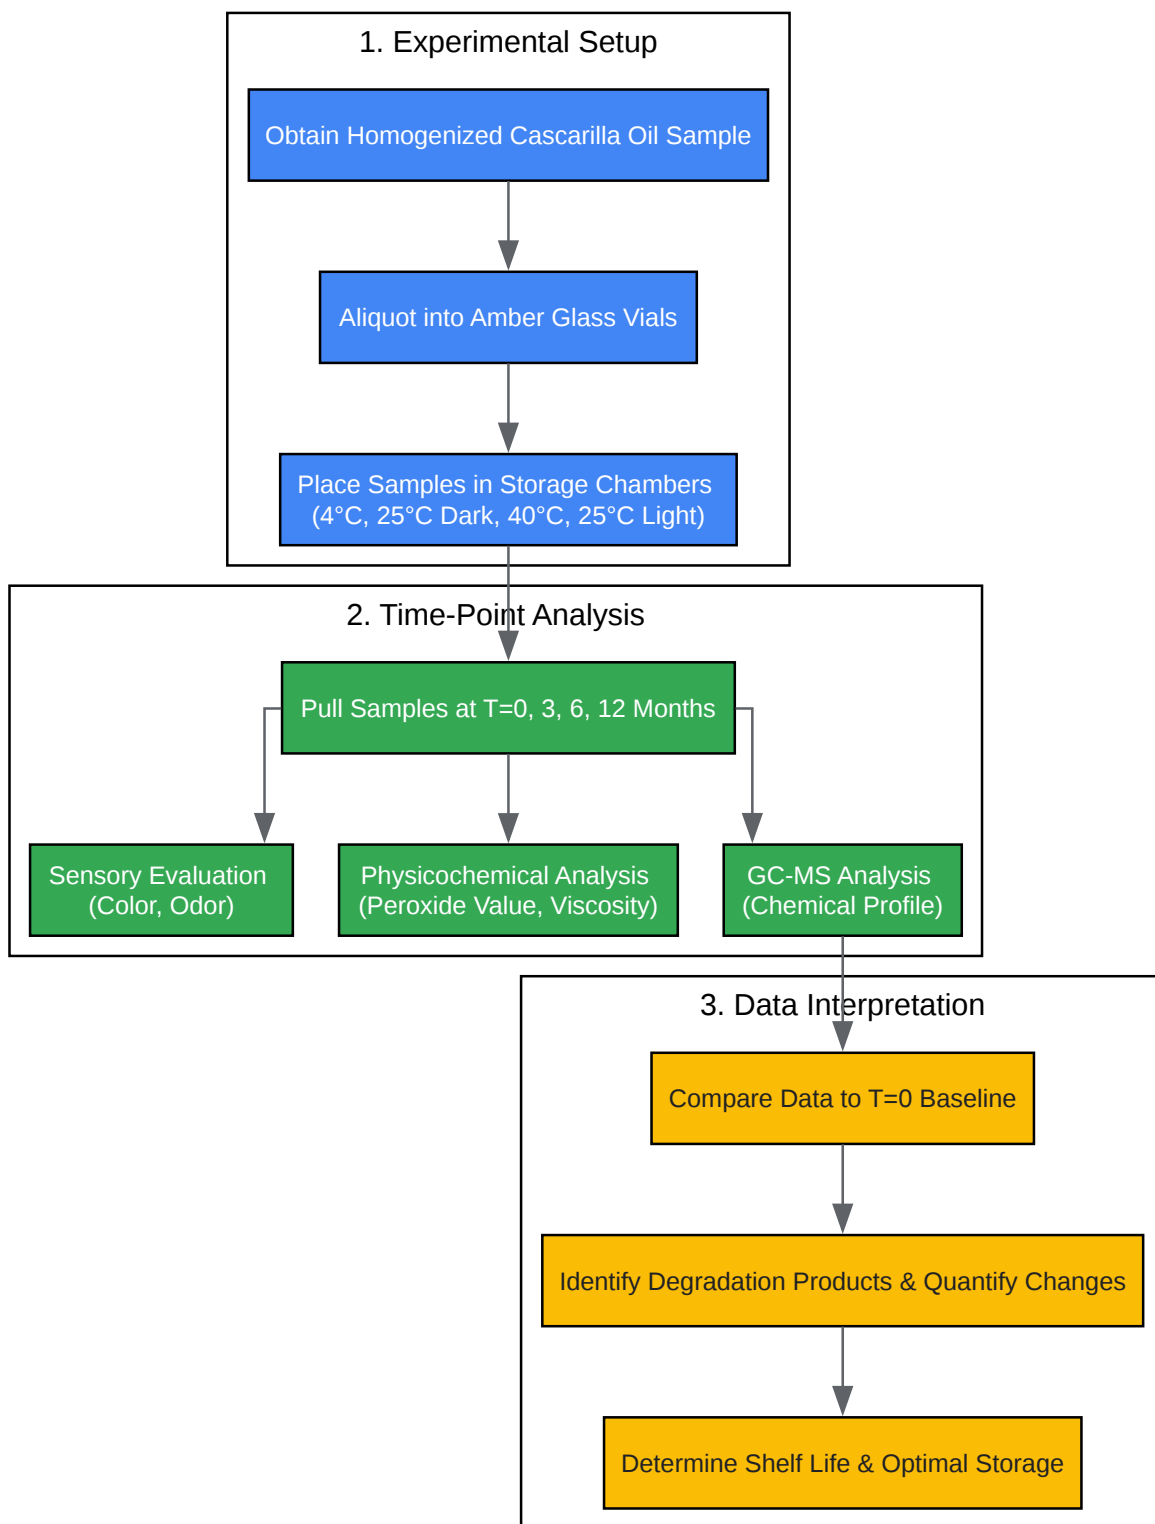 1. Experimental Setup
Obtain Homogenized Cascarilla Oil Sample
Aliquot into Amber Glass Vials
Place Samples in Storage Chambers
(4°C, 25°C Dark, 40°C, 25°C Light)
2. Time-Point Analysis
Pull Samples at T=0, 3, 6, 12 Months
Sensory Evaluation
(Color, Odor)
Physicochemical Analysis
(Peroxide Value, Viscosity)
GC-MS Analysis
(Chemical Profile)
3. Data Interpretation
Compare Data to T=0 Baseline
Identify Degradation Products & Quantify Changes
Determine Shelf Life & Optimal Storage